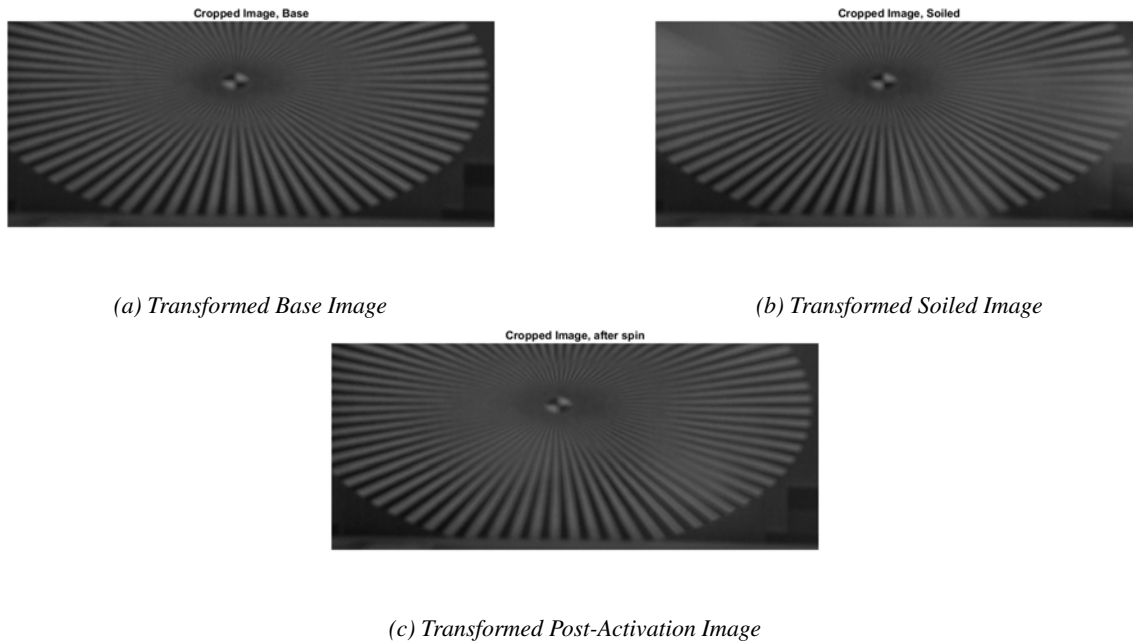 Cropped Image, Base
Cropped Image, Soiled
(a) Transformed Base Image
(b) Transformed Soiled Image
Cropped Image, after spin
(c) Transformed Post-Activation Image